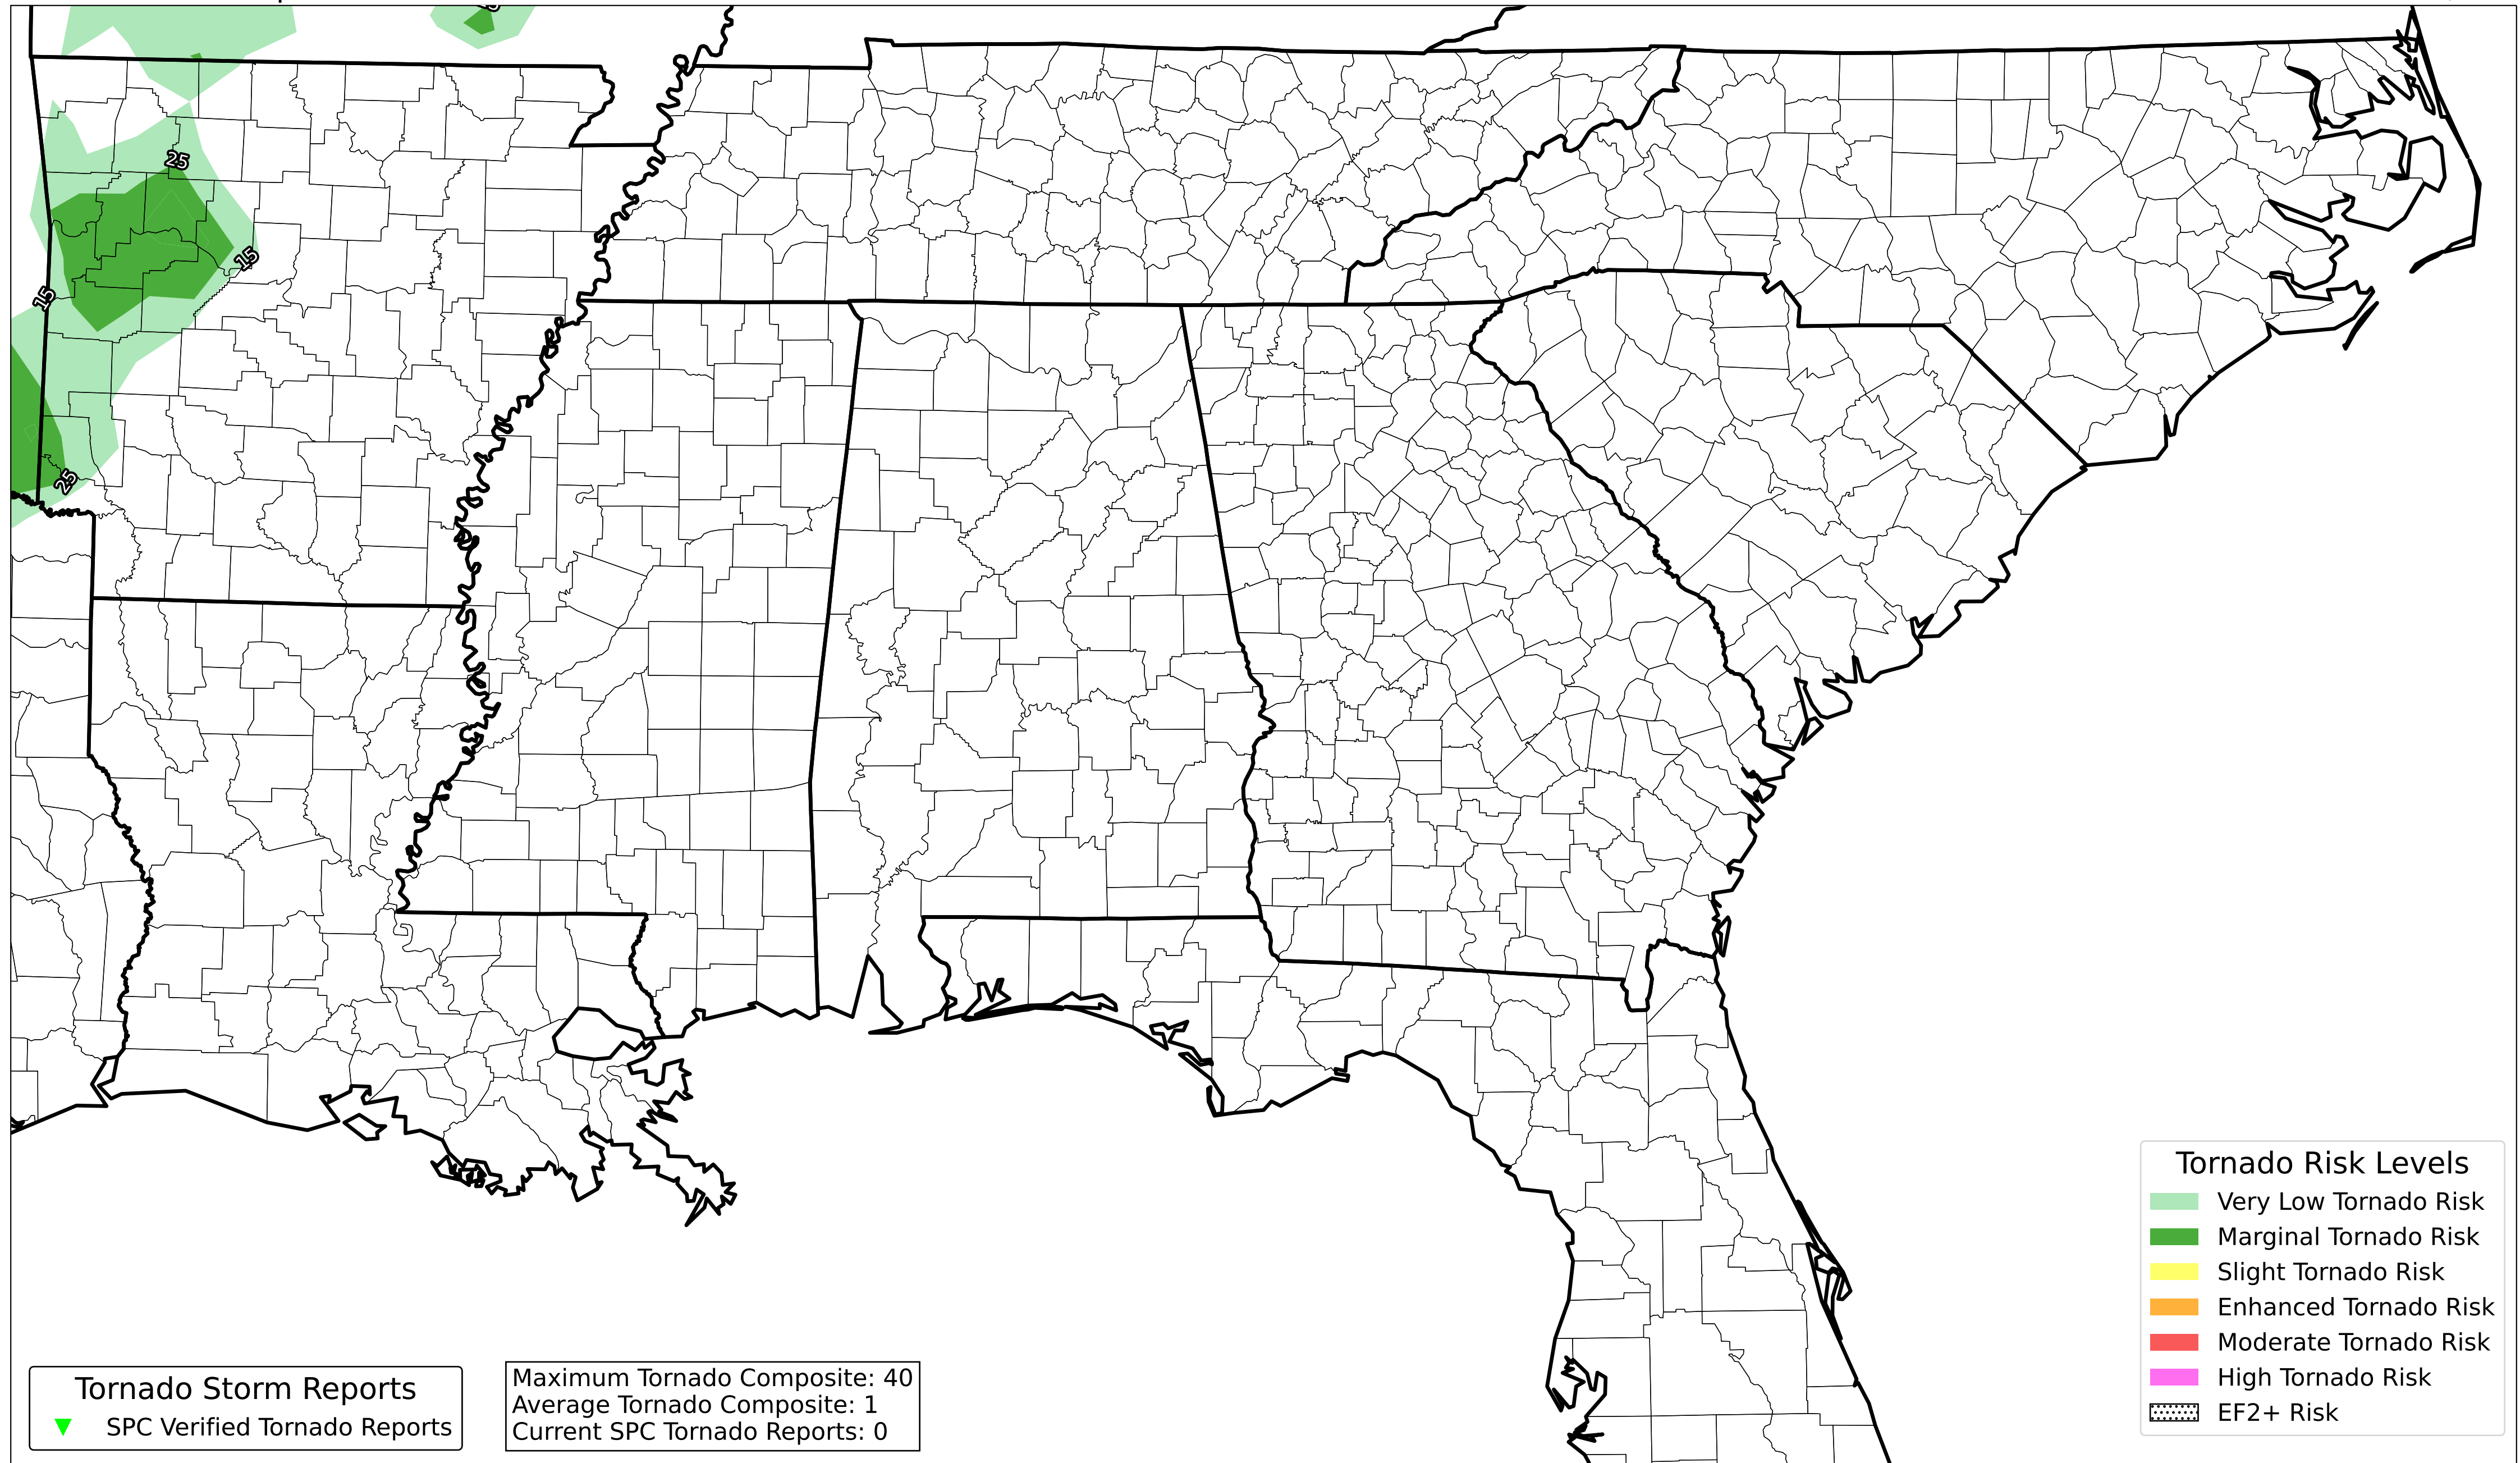 25
15
15
25
Tornado Risk Levels
Very Low Tornado Risk
Marginal Tornado Risk
Slight Tornado Risk
Enhanced Tornado Risk
Moderate Tornado Risk
High Tornado Risk
EF2+ Risk
Tornado Storm Reports
SPC Verified Tornado Reports
Maximum Tornado Composite: 40
Average Tornado Composite: 1
Current SPC Tornado Reports: 0